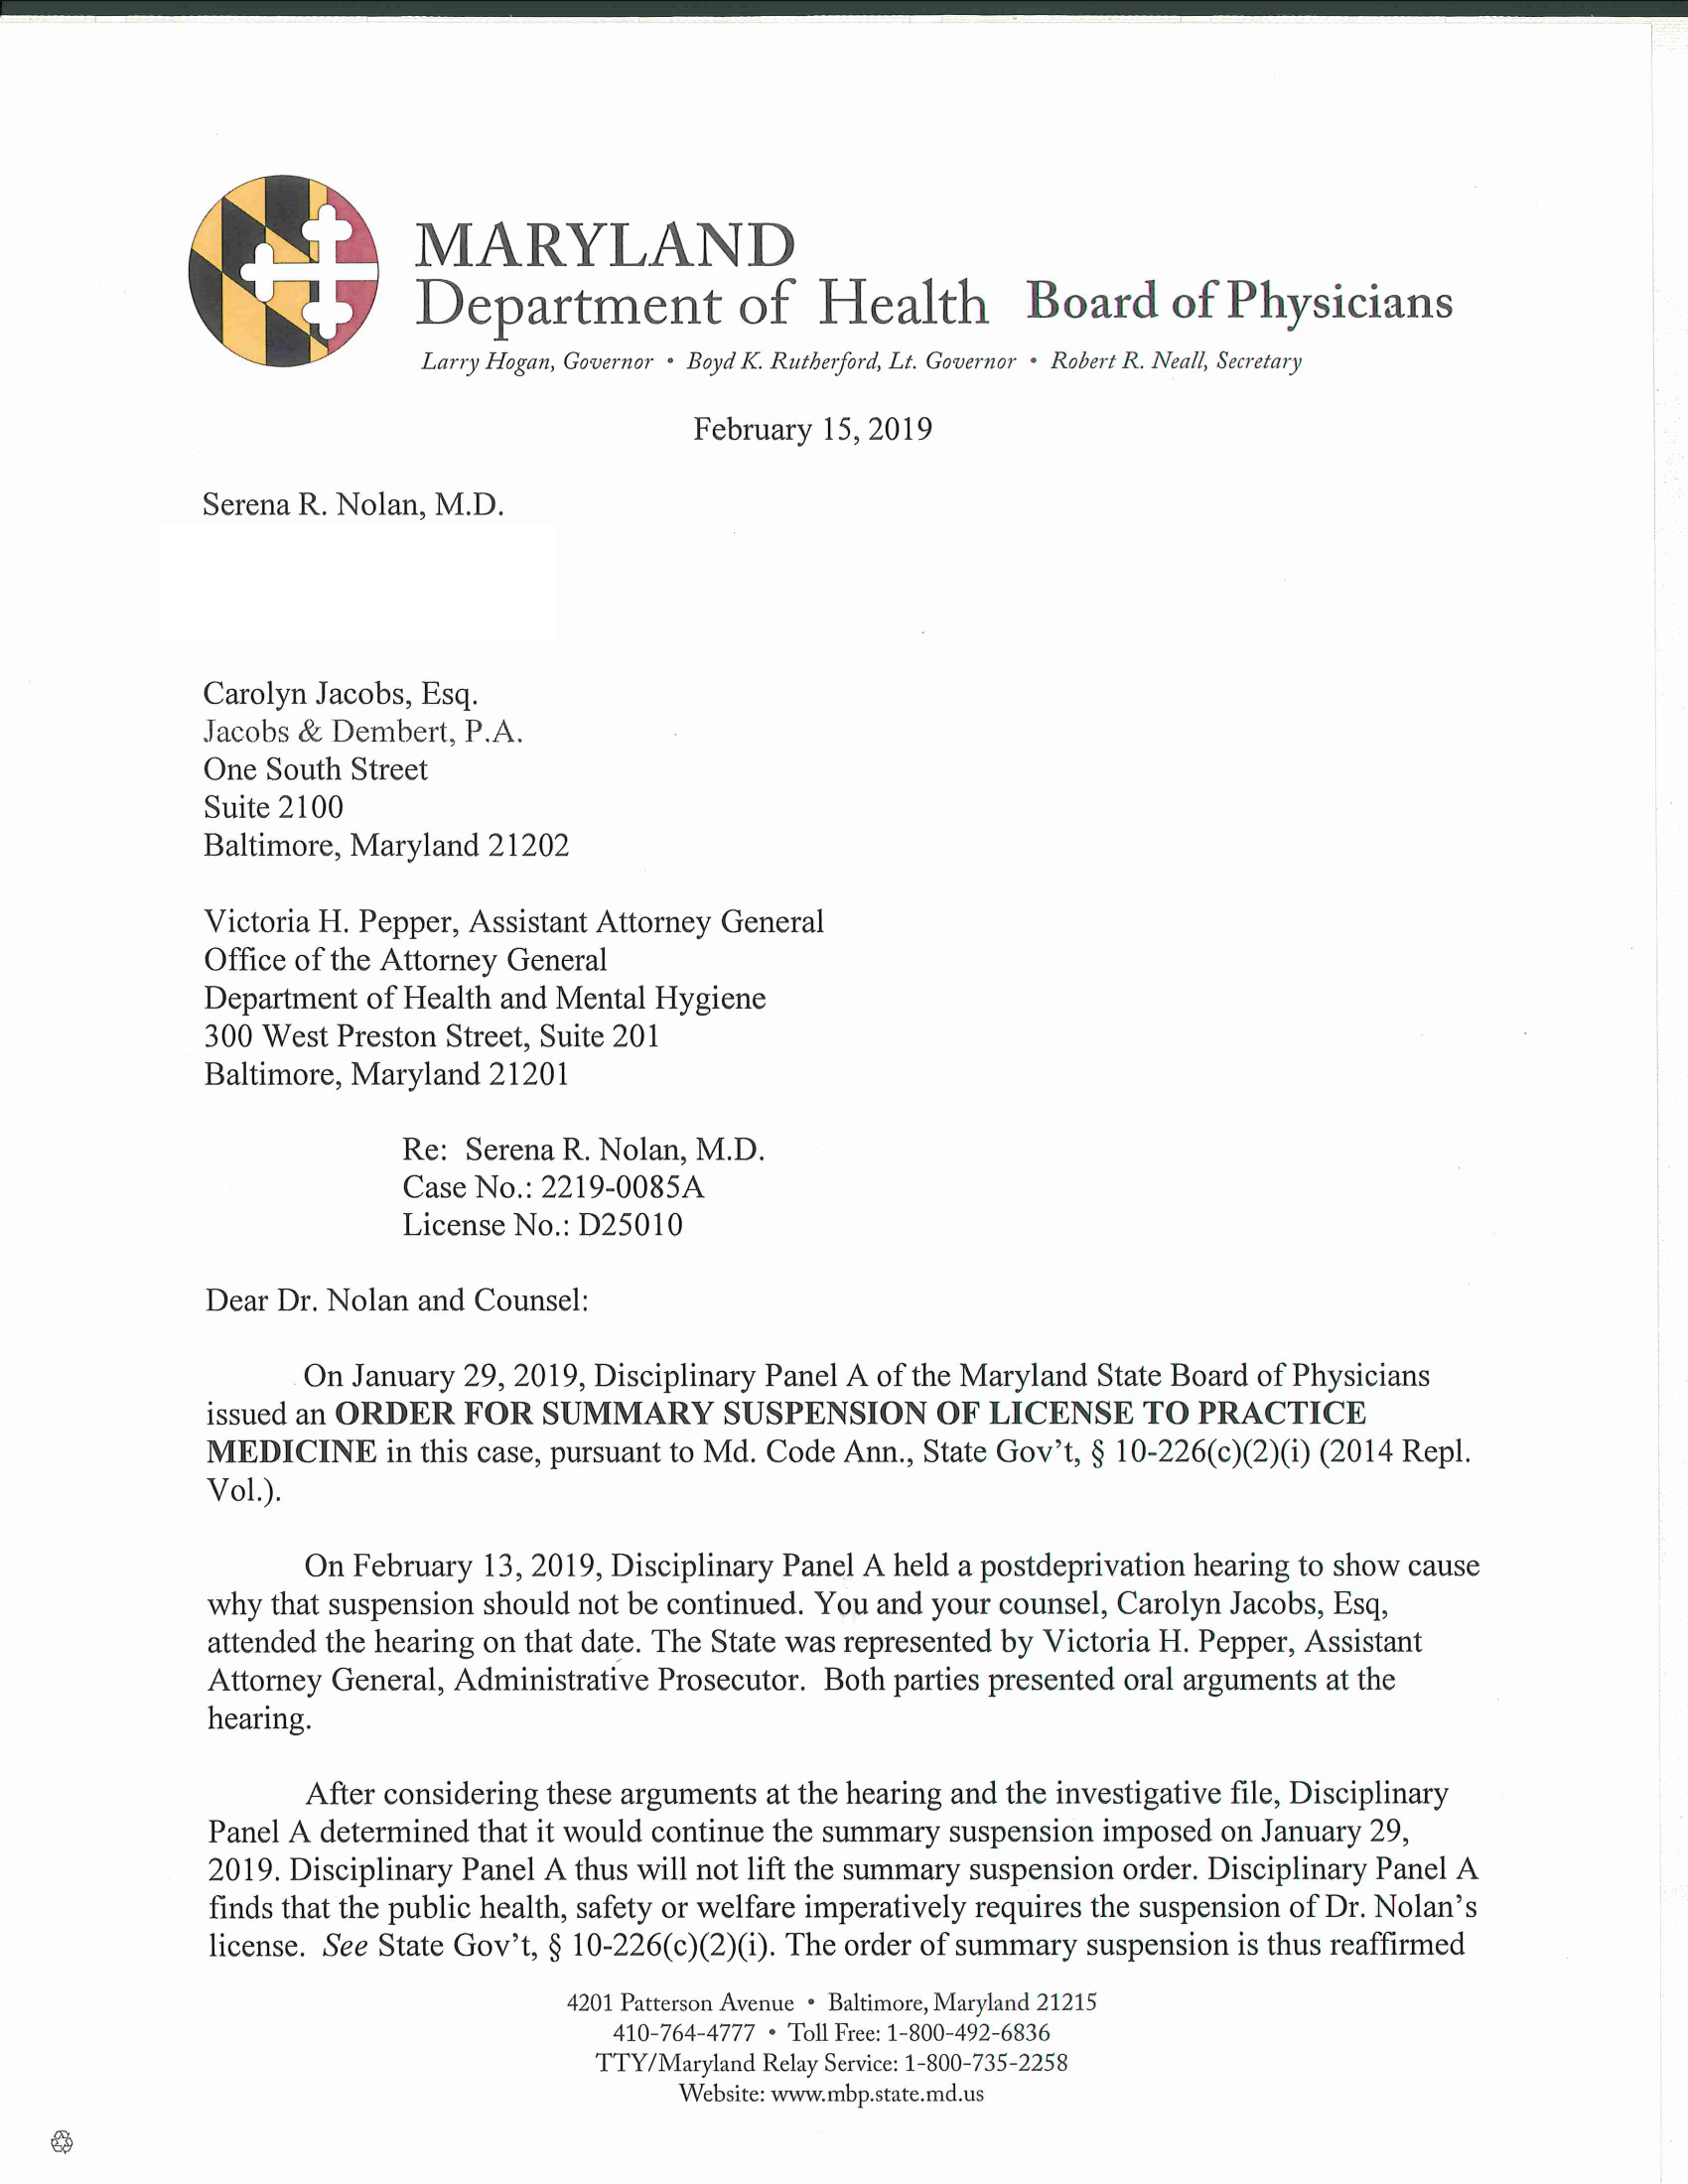 MARYLAND
Department of Health Board of Physicians
Larry Hogan, Governor • Boyd K. Rutherford, Lt. Governor • Robert R. Neall, Secretary
February 15, 2019
Serena R. Nolan, M.D.
Carolyn Jacobs, Esq.
Jacobs & Dembert, P.A.
One South Street
Suite 2100
Baltimore, Maryland 21202
Victoria H. Pepper, Assistant Attorney General
Office of the Attorney General
Department of Health and Mental Hygiene
300 West Preston Street, Suite 201
Baltimore, Maryland 21201
Re: Serena R. Nolan, M.D.
Case No.: 2219-0085A
License No.: D25010
Dear Dr. Nolan and Counsel:
On January 29, 2019, Disciplinary Panel A of the Maryland State Board of Physicians
issued an ORDER FOR SUMMARY SUSPENSION OF LICENSE TO PRACTICE
MEDICINE in this case, pursuant to Md. Code Ann., State Gov't, § 10-226(c)(2)(i) (2014 Repl.
Vol.).
On February 13, 2019, Disciplinary Panel A held a postdeprivation hearing to show cause
why that suspension should not be continued. You and your counsel, Carolyn Jacobs, Esq,
attended the hearing on that date. The State was represented by Victoria H. Pepper, Assistant
Attorney General, Administrative Prosecutor. Both parties presented oral arguments at the
hearing.
After considering these arguments at the hearing and the investigative file, Disciplinary
Panel A determined that it would continue the summary suspension imposed on January 29,
2019. Disciplinary Panel A thus will not lift the summary suspension order. Disciplinary Panel A
finds that the public health, safety or welfare imperatively requires the suspension of Dr. Nolan's
license. See State Gov't, § 10-226(c)(2)(i). The order of summary suspension is thus reaffirmed
4201 Patterson Avenue • Baltimore, Maryland 21215
410-764-4777 • Toll Free: 1-800-492-6836
TTY/Maryland Relay Service: 1-800-735-2258
Website: www.mbp.state.md.us